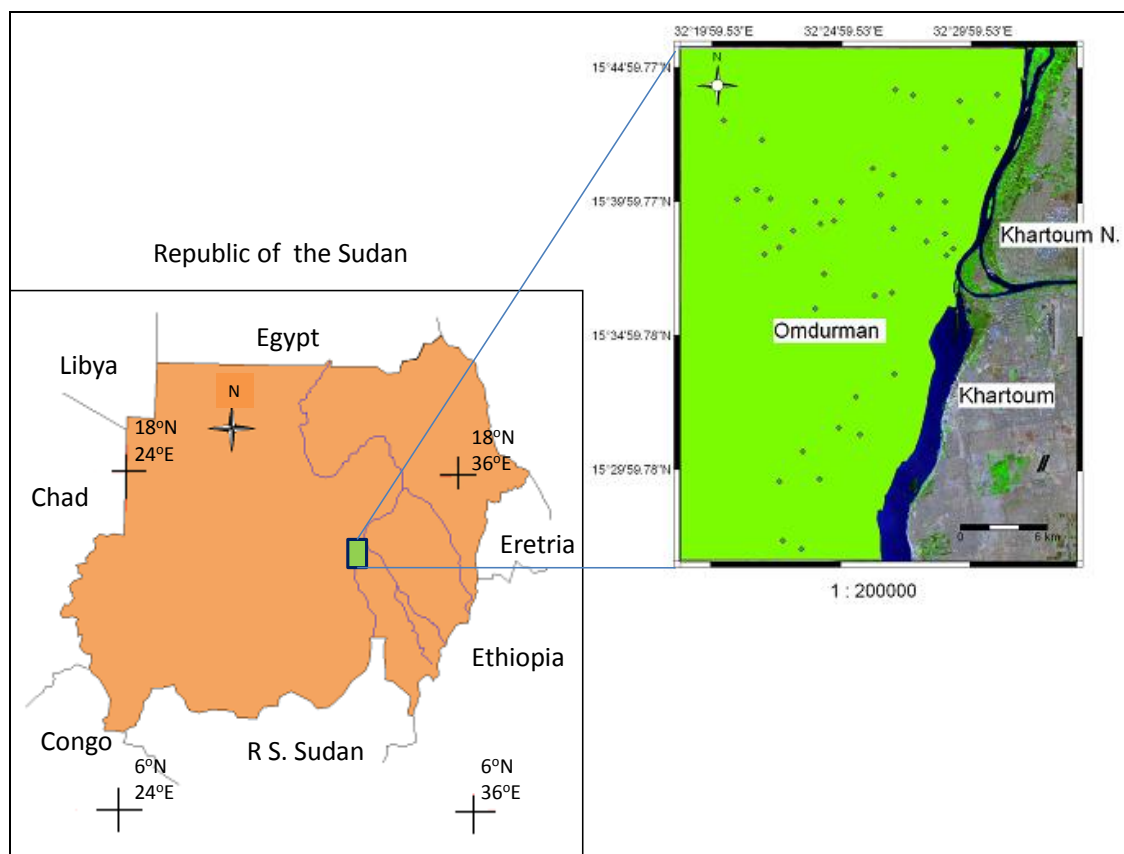 32°19'59.53"E 32°24'59.53"E 32°29'59.53"E
N
15°44'59.77"N
15°39'59.77"N
Khartoum N.
15°34'59.78"N
Omdurman
Khartoum
15°29'59.78"N
0 6 km
1 : 200000
Republic of the Sudan
Egypt
Libya
N
18°N
24°E
18°N
36°E
Chad
Eretria
Ethiopia
Congo
R S. Sudan
6°N
24°E
6°N
36°E